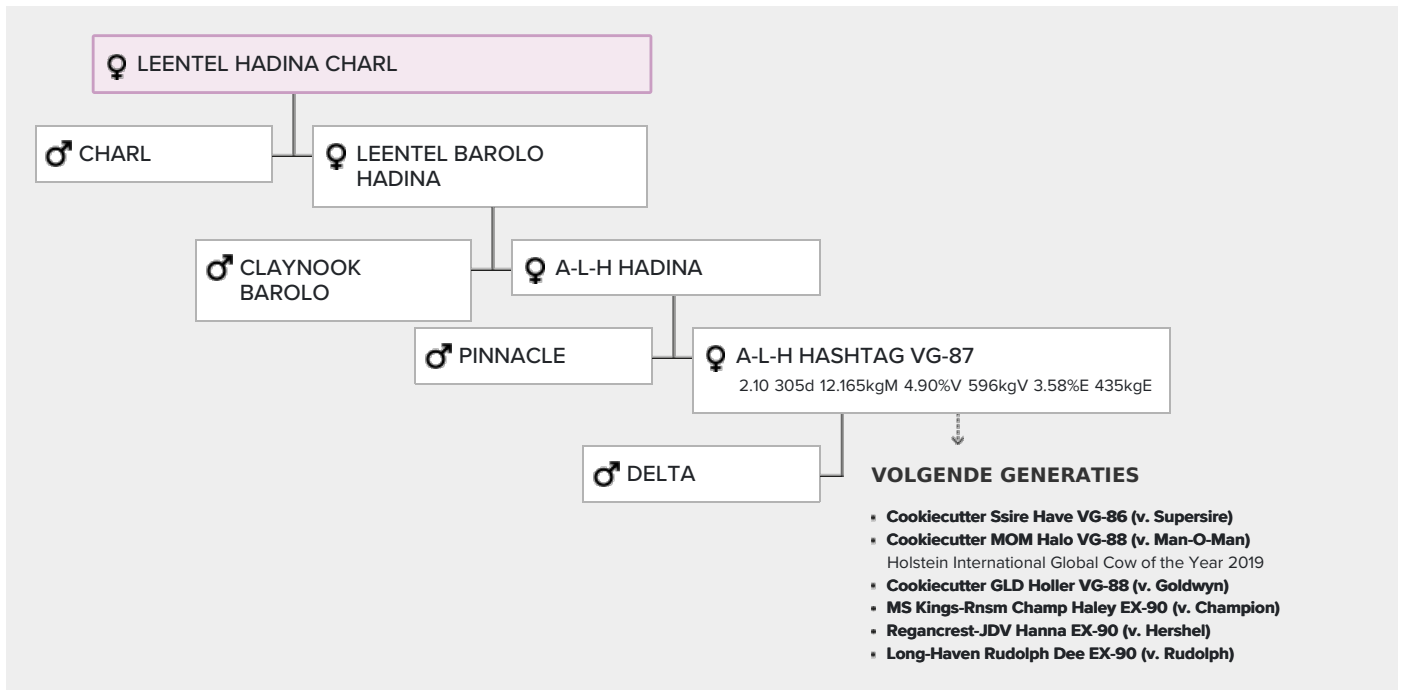 LEENTEL HADINA CHARL
CHARL
LEENTEL BAROLO
HADINA
CLAYNOOK
BAROLO
A-L-H HADINA
PINNACLE
A-L-H HASHTAG VG-87
2.10 305d 12.165kgM 4.90%V 596kgV 3.58%E 435kgE
DELTA
VOLGENDE GENERATIES
Cookiecutter Ssire Have VG-86 (v. Supersire)
Cookiecutter MOM Halo VG-88 (v. Man-O-Man)
Holstein International Global Cow of the Year 2019
Cookiecutter GLD Holler VG-88 (v. Goldwyn)
MS Kings-Rnsm Champ Haley EX-90 (v. Champion)
Regancrest-JDV Hanna EX-90 (v. Hershel)
Long-Haven Rudolph Dee EX-90 (v. Rudolph)